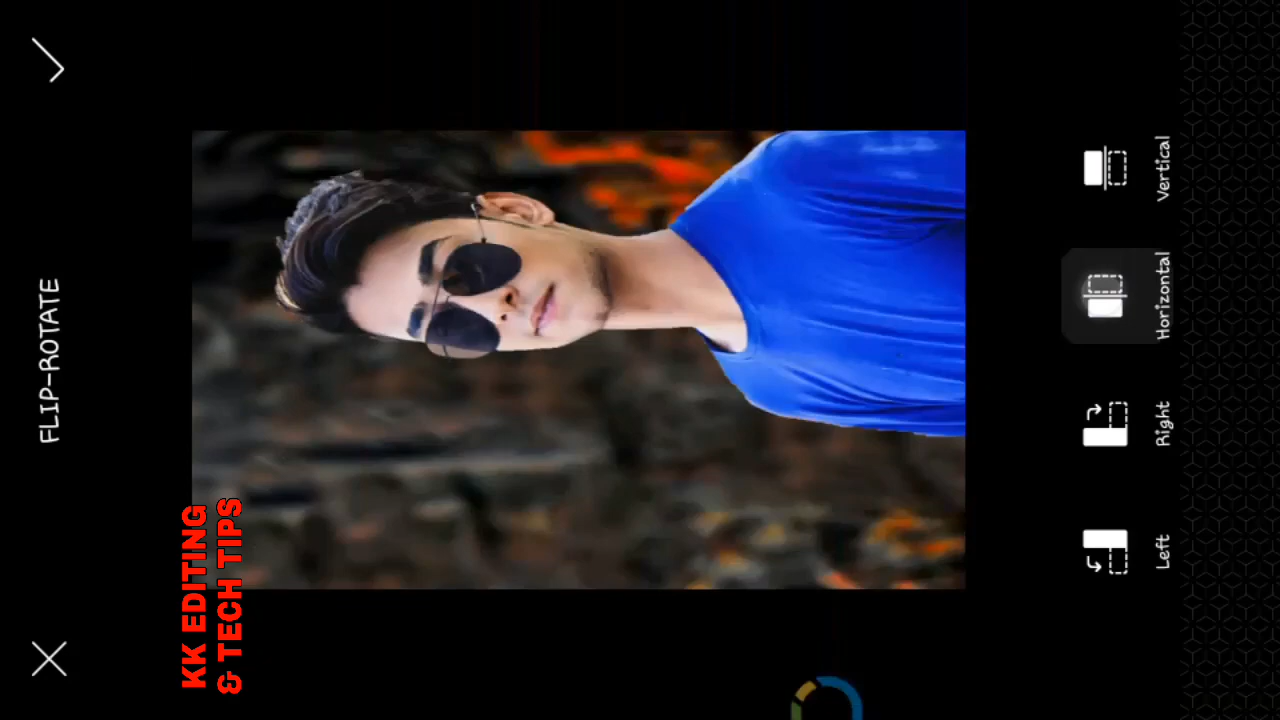 FLIP-ROTATE
KK EDITING
& TECH TIPS
Left
Right
Horizontal
Vertical